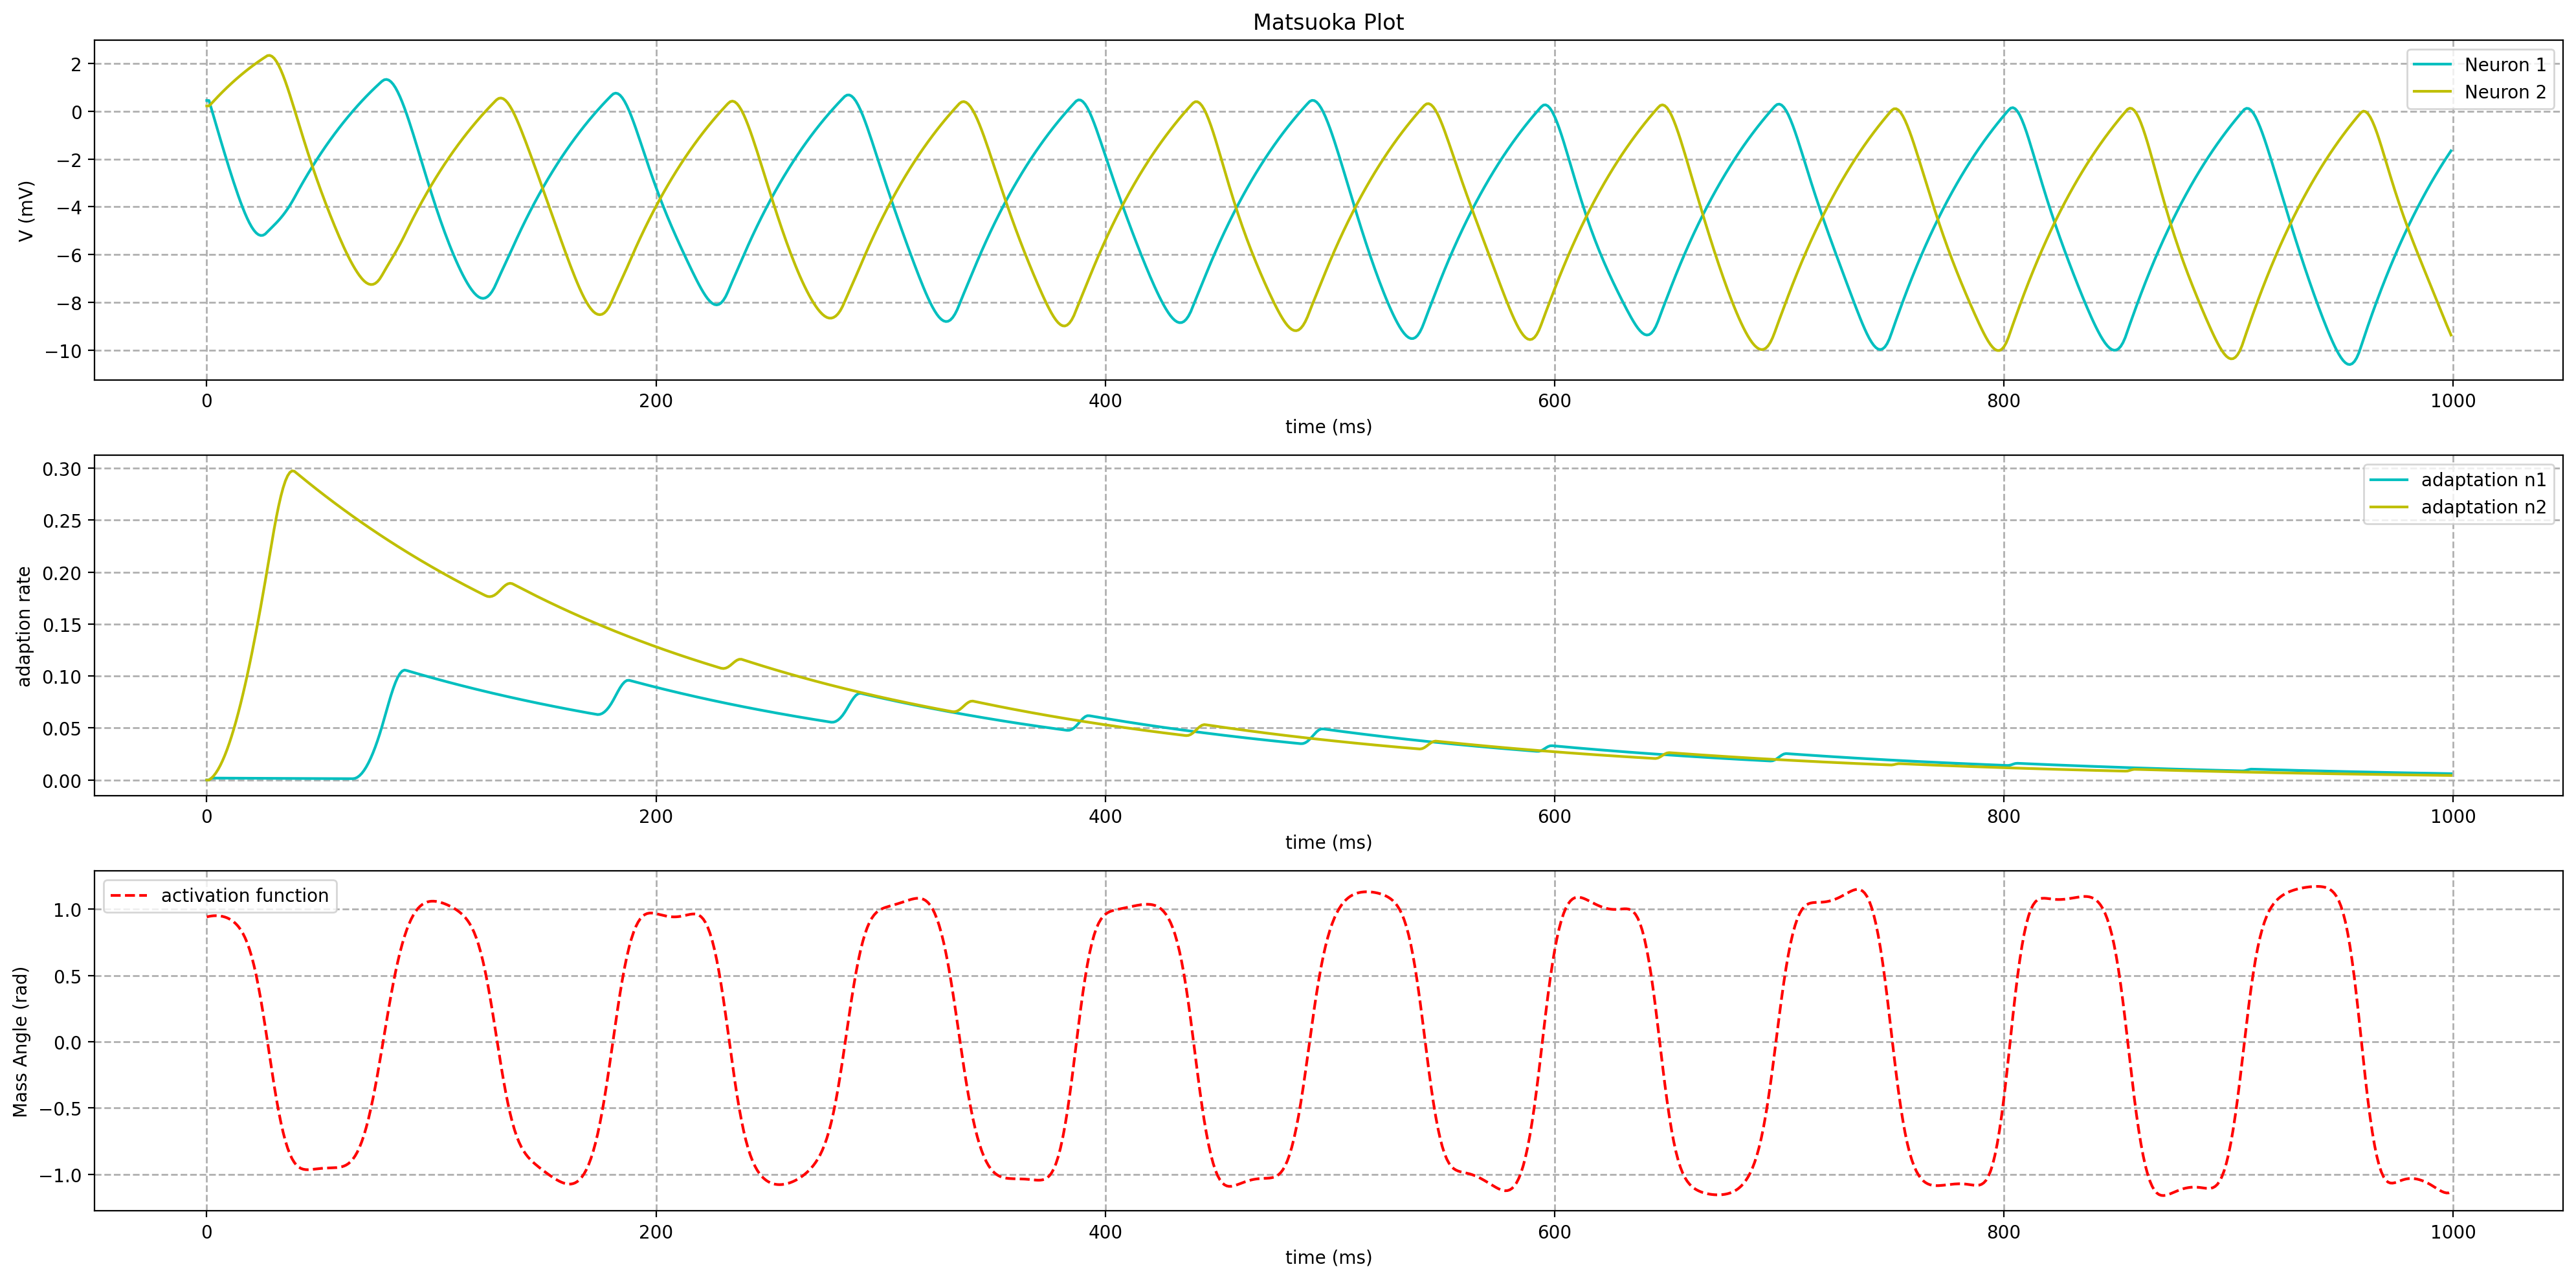 Matsuoka Plot
V (mV)
2
0
−2
−4
−6
−8
−10
Neuron 1
Neuron 2
0 200 400 600 800 1000
time (ms)
adaption rate
0.30
0.25
0.20
0.15
0.10
0.05
0.00
adaptation n1
adaptation n2
0 200 400 600 800 1000
time (ms)
Mass Angle (rad)
1.0
0.5
0.0
−0.5
−1.0
activation function
0 200 400 600 800 1000
time (ms)